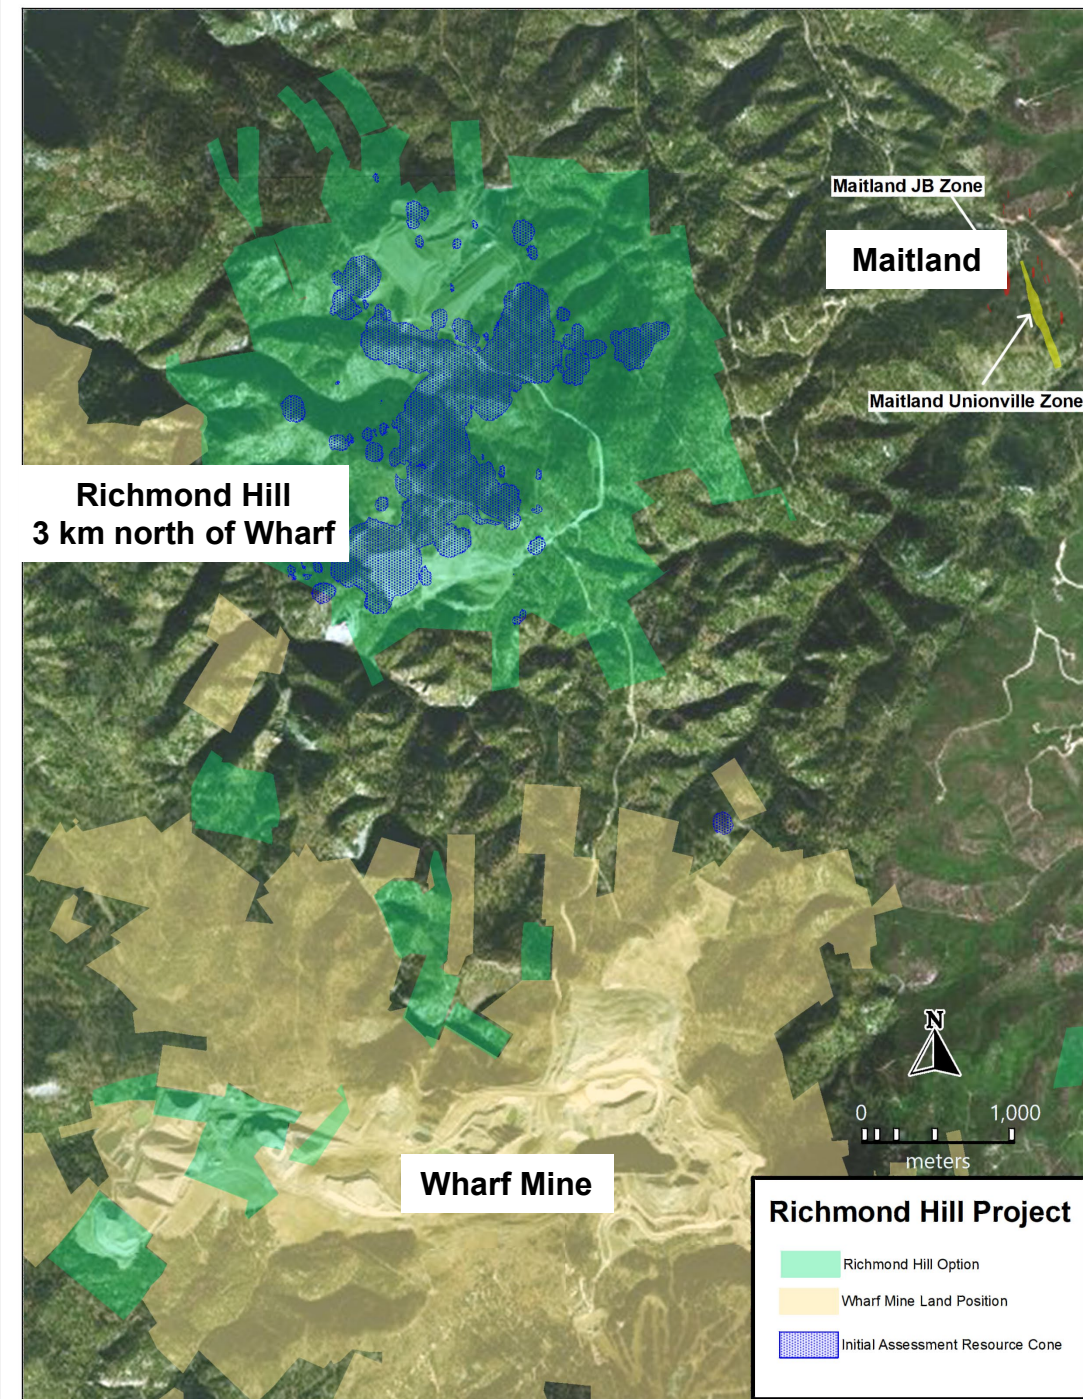 Maitland JB Zone
Maitland
Maitland Unionville Zone
Richmond Hill
3 km north of Wharf
N
0 1,000
meters
Wharf Mine
Richmond Hill Project
Richmond Hill Option
Wharf Mine Land Position
Initial Assessment Resource Cone